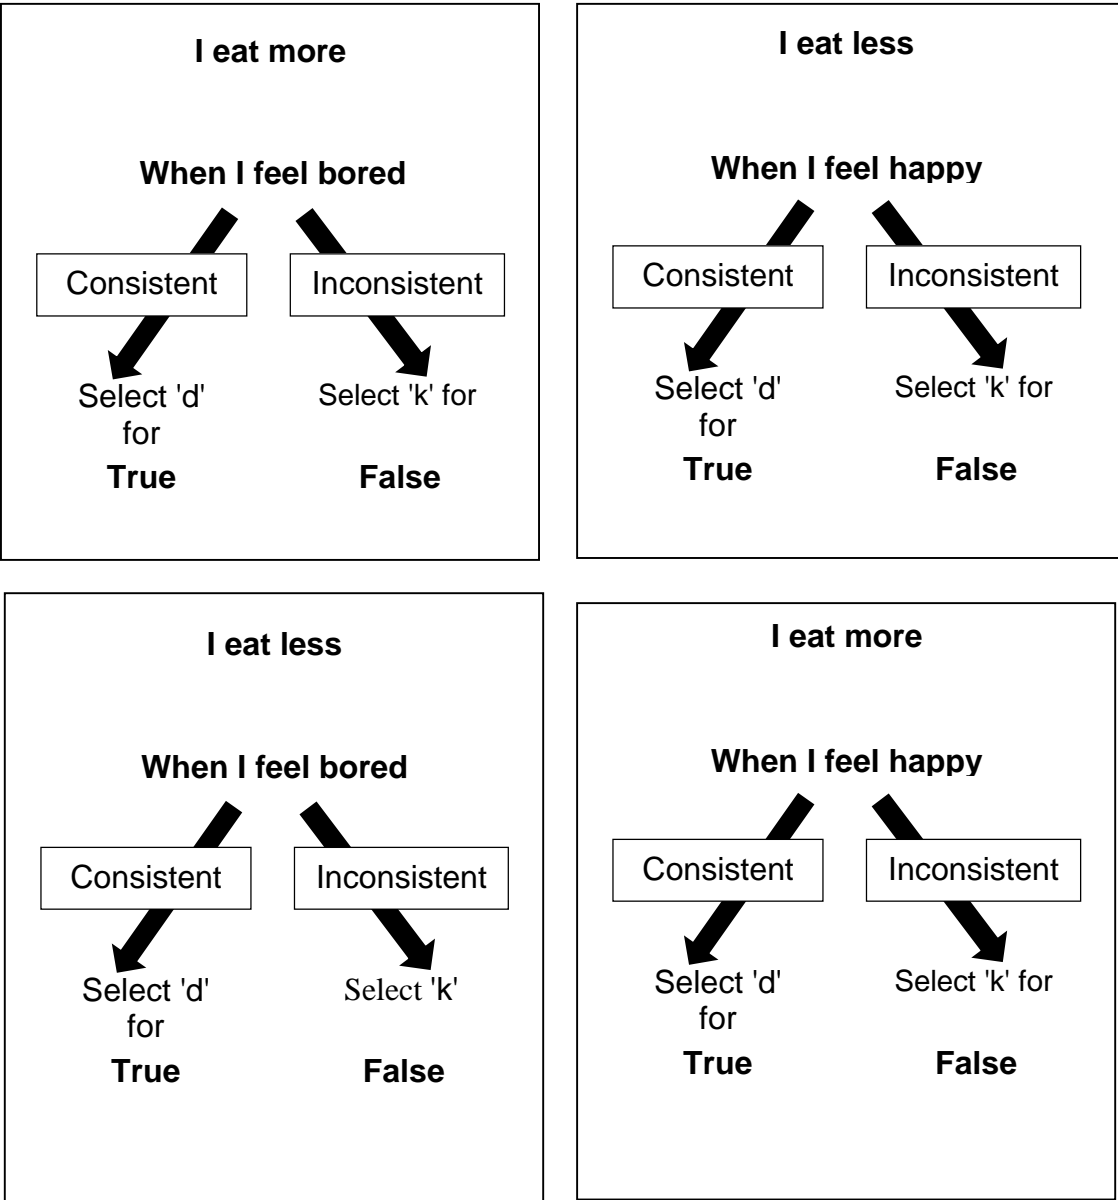 I eat more
When I feel bored
Consistent
Inconsistent
Select 'd'
for
True
Select 'k' for
False
I eat less
When I feel happy
Consistent
Inconsistent
Select 'd'
for
True
Select 'k' for
False
I eat less
When I feel bored
Consistent
Inconsistent
Select 'd'
for
True
Select 'k'
False
I eat more
When I feel happy
Consistent
Inconsistent
Select 'd'
for
True
Select 'k' for
False